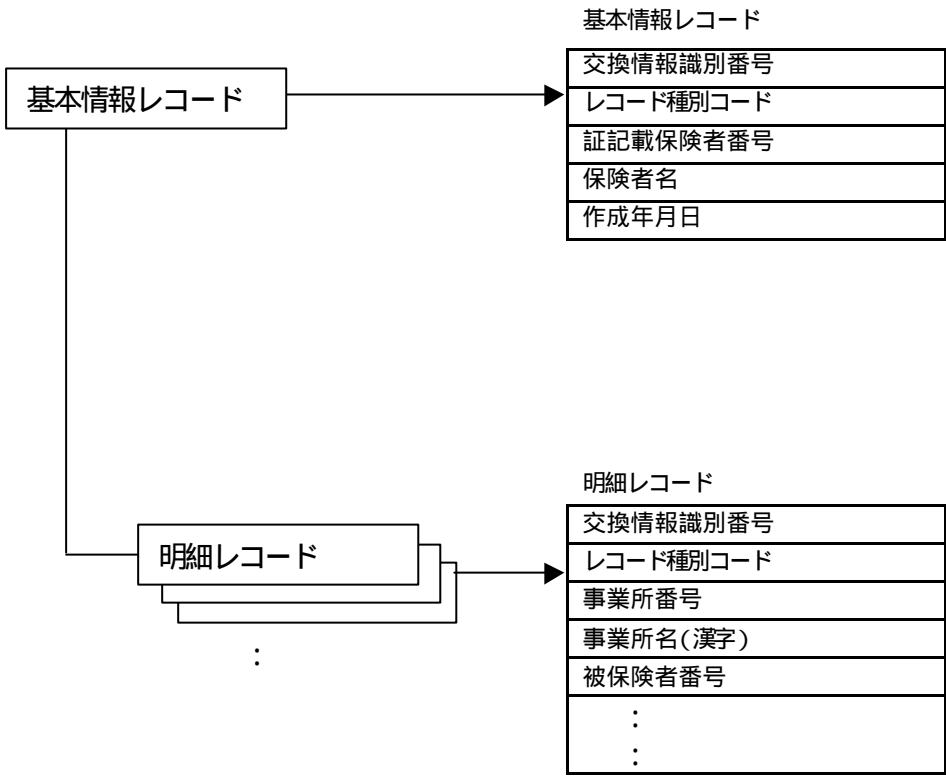 基本情報レコード
基本情報レコード
交換情報識別番号
レコード種別コード
証記載保険者番号
保険者名
作成年月日
明細レコード
:
明細レコード
交換情報識別番号
レコード種別コード
事業所番号
事業所名(漢字)
被保険者番号
:
: